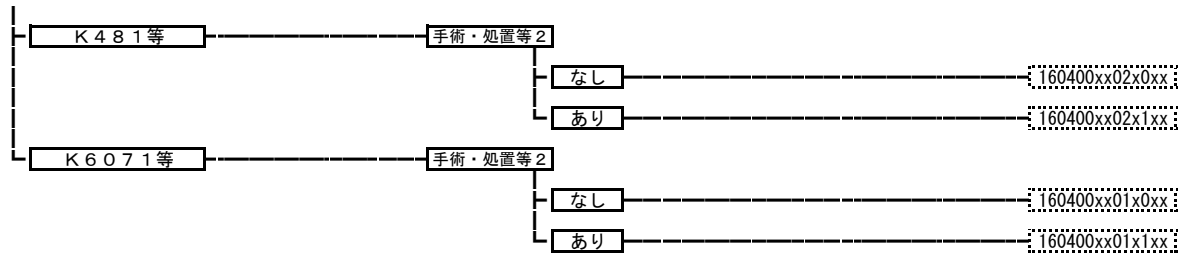 K481等 手術・処置等2
なし 160400xx02x0xx
あり 160400xx02x1xx
K6071等 手術・処置等2
なし 160400xx01x0xx
あり 160400xx01x1xx